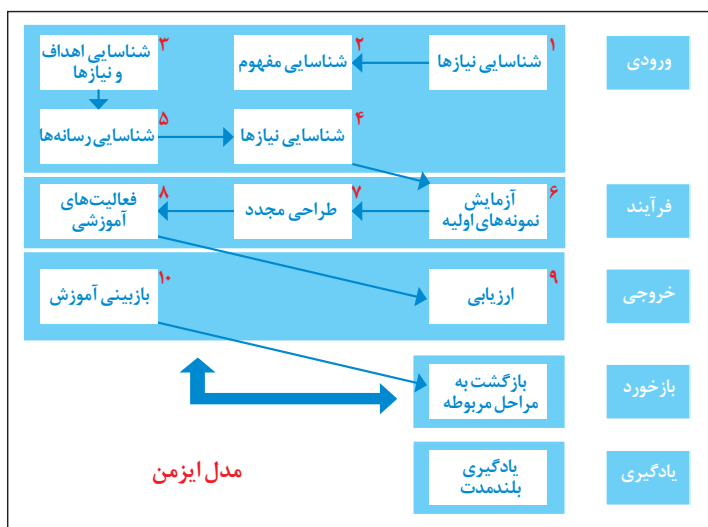 ورودی
۱
شناسایی نیازها
۲
شناسایی مفهوم
۳
شناسایی اهداف
و نیازها
۴
شناسایی نیازها
۵
شناسایی رسانه‌ها
فرآیند
۶
آزمایش
نمونه‌های اولیه
۷
طراحی مجدد
۸
فعالیت‌های
آموزشی
خروجی
۹
ارزیابی
۱۰
بازبینی آموزش
بازخورد
بازگشت به
مراحل مربوطه
یادگیری
یادگیری
بلندمدت
مدل ایزمن